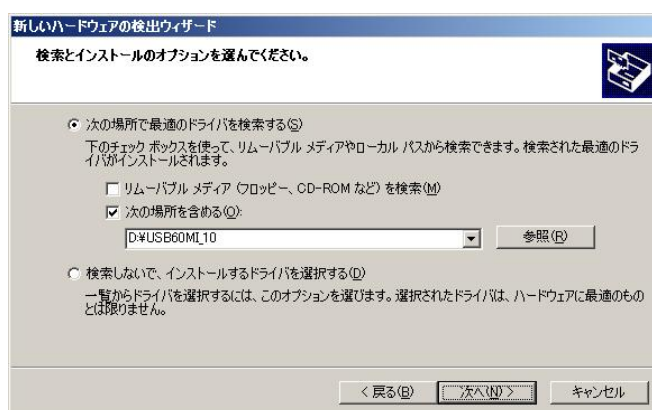 新しいハードウェアの検出ウィザード
検索とインストールのオプションを選んでください。
次の場所で最適のドライバを検索する(S)
下のチェック ボックスを使って、リムーバブル メディアやローカル パスから検索できます。検索された最適のドラ
イバがインストールされます。
リムーバブル メディア (フロッピー、CD-ROM など) を検索(M)
次の場所を含める(O):
D:¥USB60MI_10
参照(R)
検索しないで、インストールするドライバを選択する(D)
一覧からドライバを選択するには、このオプションを選びます。選択されたドライバは、ハードウェアに最適のもの
とは限りません。
< 戻る(B)
次へ(N) >
キャンセル